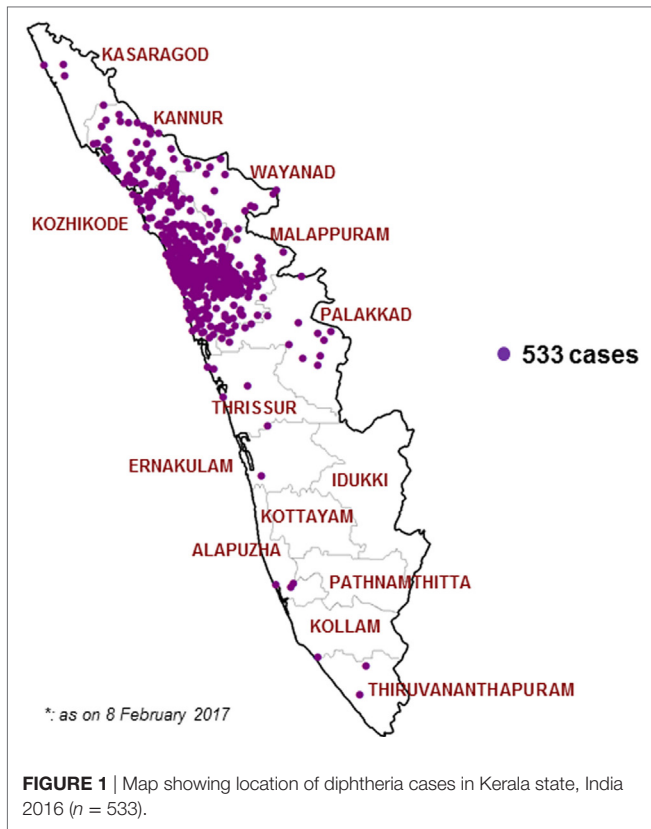 KASARAGOD
KANNUR
WAYANAD
KOZHIKODE
MALAPPURAM
PALAKKAD
533 cases
THRISSUR
ERNAKULAM
IDUKKI
KOTTAYAM
ALAPUZHA
PATHNAMTHITTA
KOLLAM
THIRUVANANTHAPURAM
*: as on 8 February 2017
FIGURE 1 | Map showing location of diphtheria cases in Kerala state, India
2016 (n = 533).